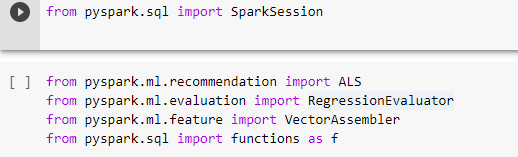 from pyspark.sql import SparkSession
[ ] from pyspark.ml.recommendation import ALS
from pyspark.ml.evaluation import RegressionEvaluator
from pyspark.ml.feature import VectorAssembler
from pyspark.sql import functions as f